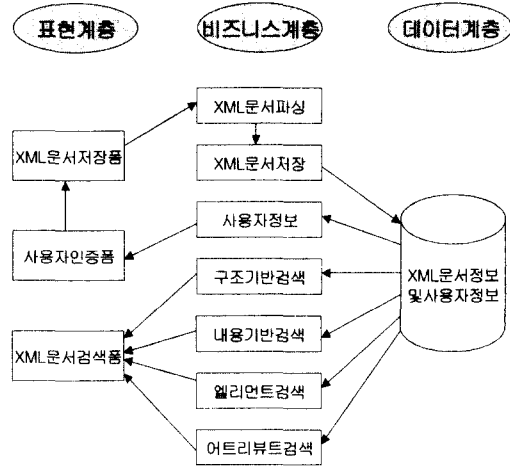 표현계층
비즈니스계층
데이터계층
XML문서파싱
XML문서저장폼
XML문서저장
사용자정보
사용자인증폼
구조기반검색
XML문서정보
및사용자정보
내용기반검색
XML문서검색폼
엘리먼트검색
어트리뷰트검색